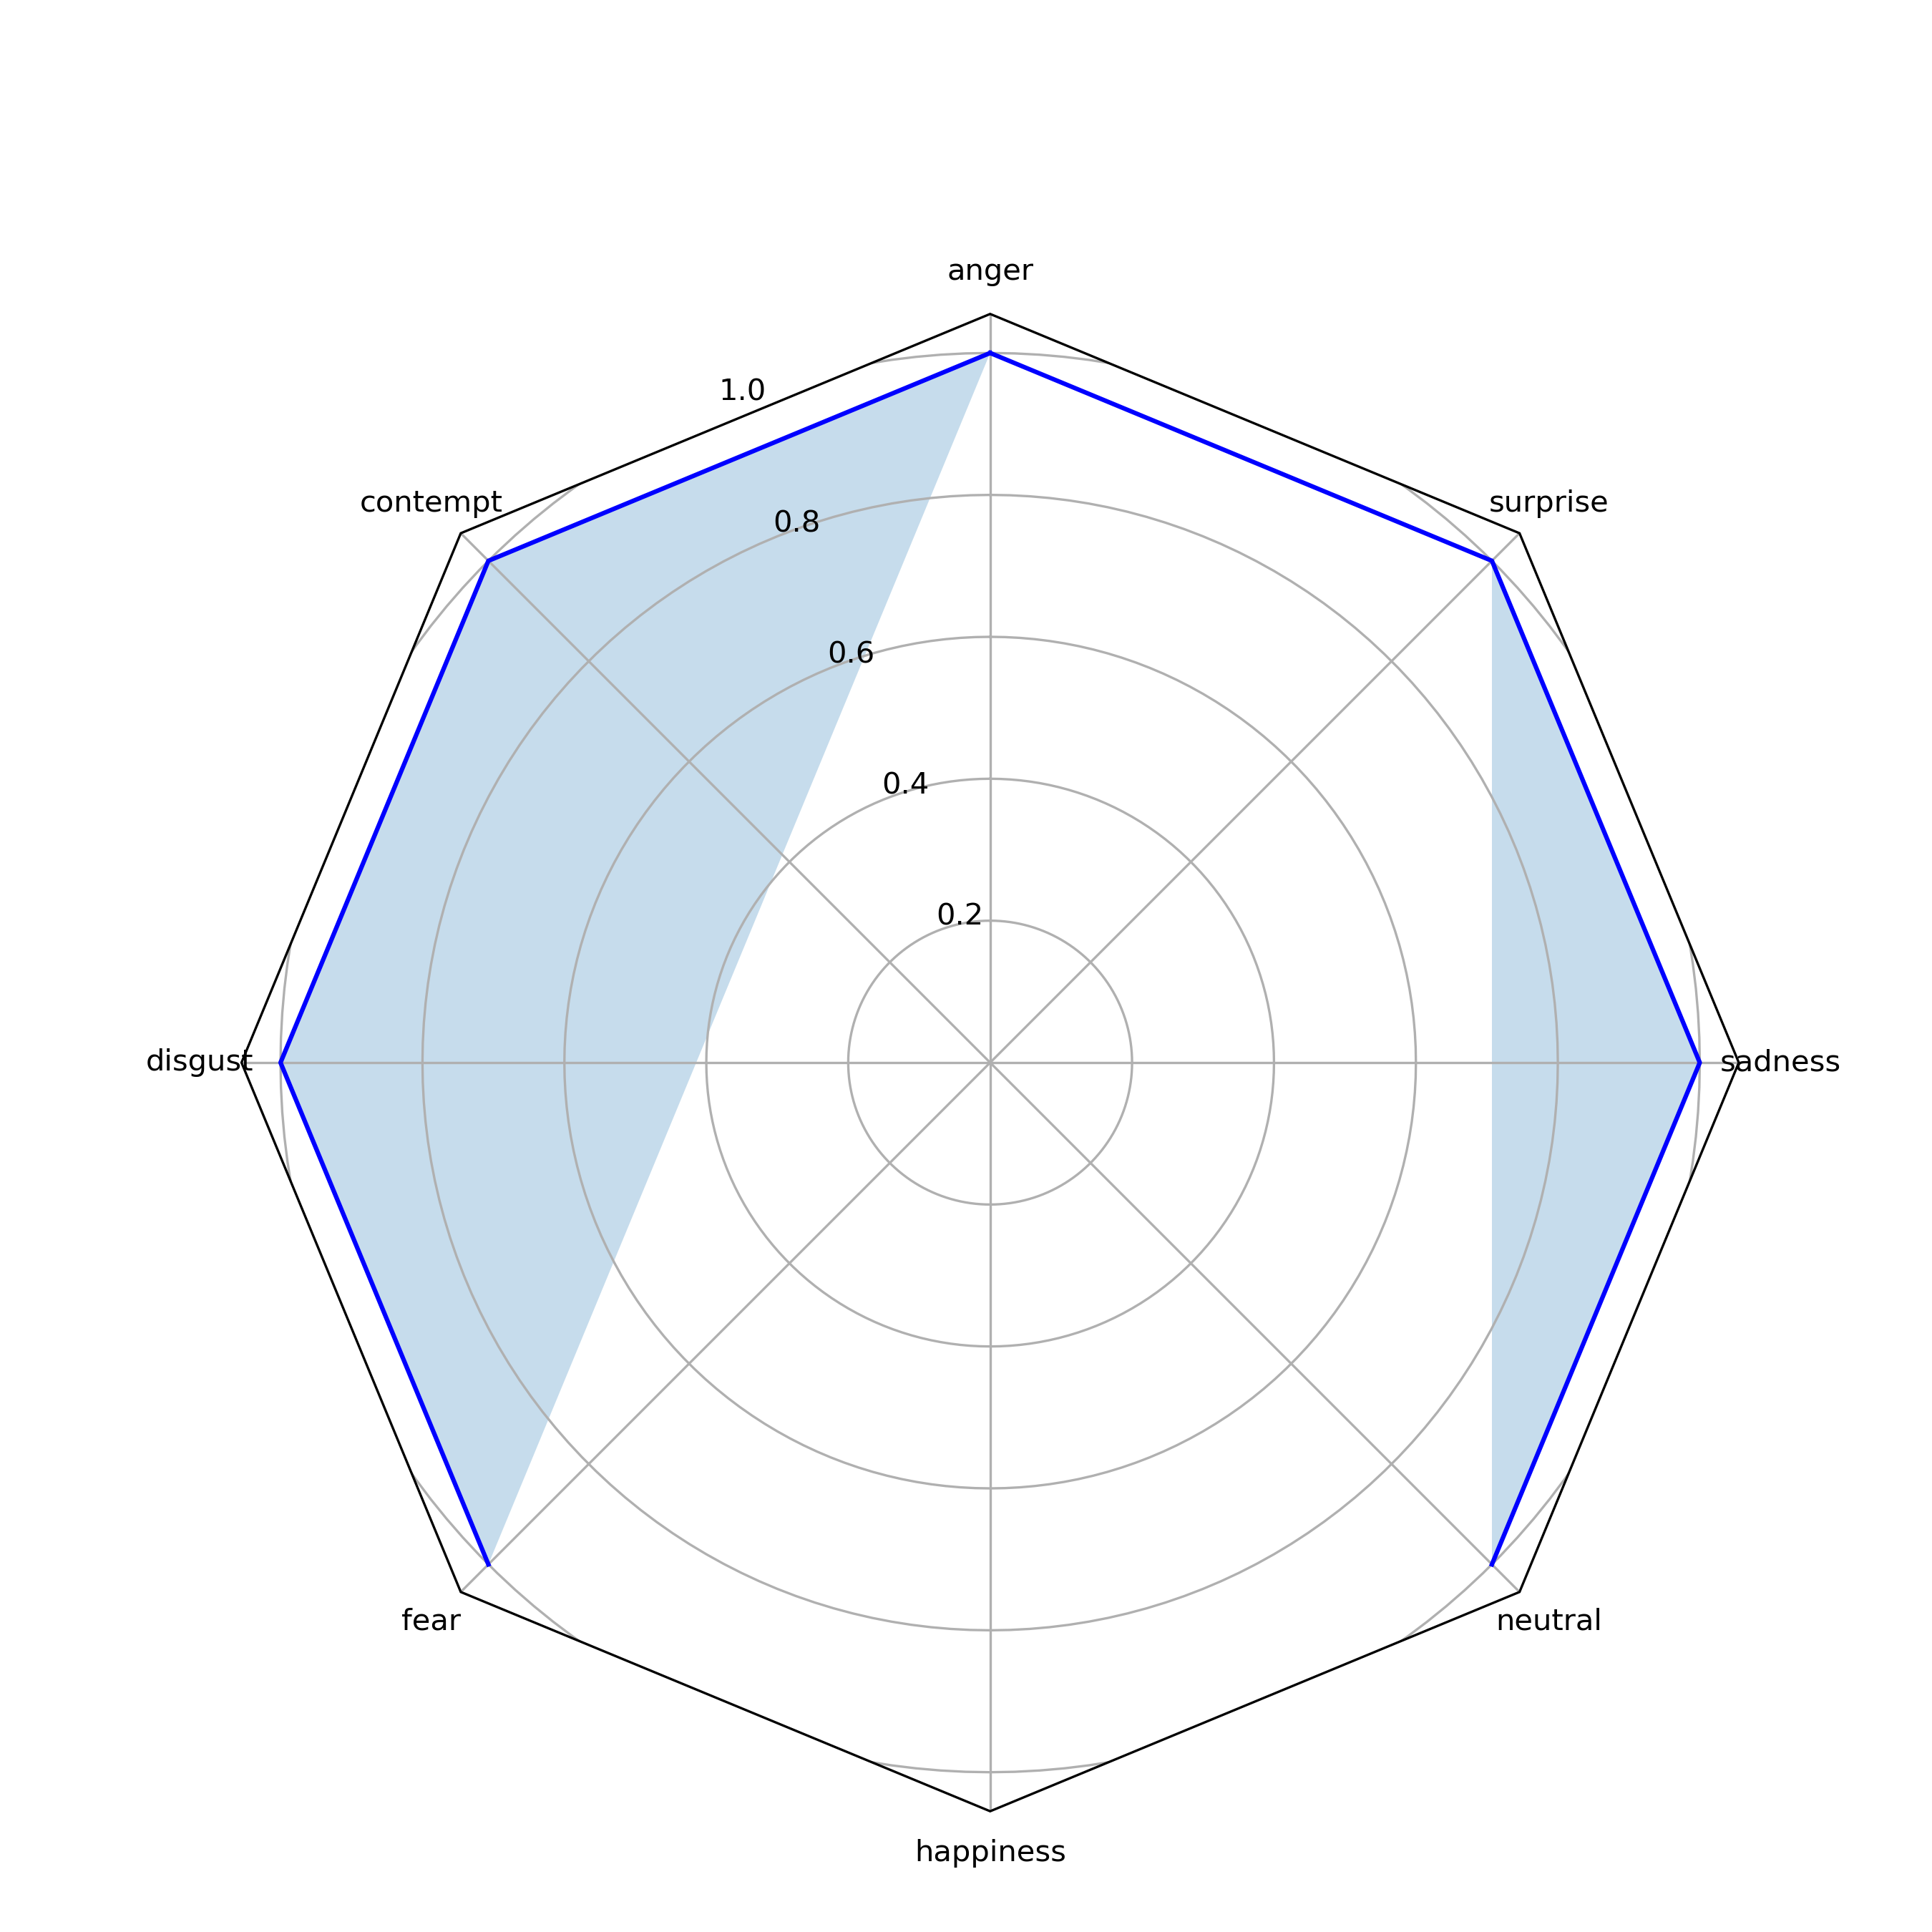 anger
1.0
contempt
surprise
0.8
0.6
0.4
0.2
disgust
sadness
fear
neutral
happiness